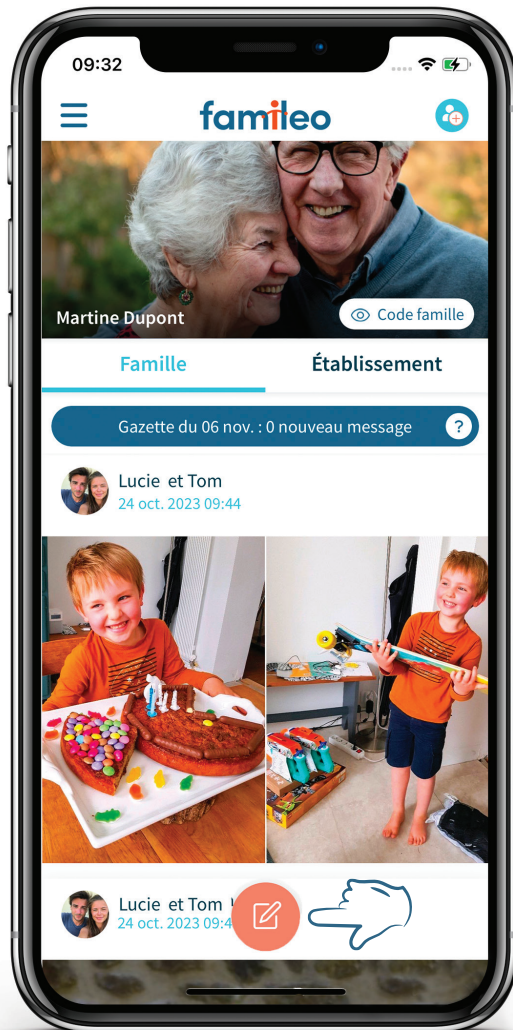 09:32
famileo
Martine Dupont
Code famille
Famille
Établissement
Gazette du 06 nov. : 0 nouveau message
?
Lucie et Tom
24 oct. 2023 09:44
Lucie et Tom
24 oct. 2023 09:4